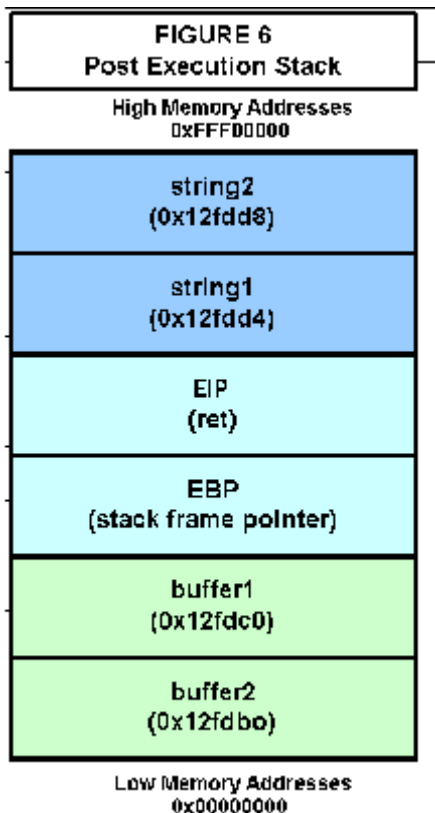 FIGURE 6
Post Execution Stack
High Memory Addresses
0xFFF00000
string2
(0x12fdd8)
string1
(0x12fdd4)
EIP
(ret)
EBP
(stack frame pointer)
buffer1
(0x12fdc0)
buffer2
(0x12fdbo)
Low Memory Addresses
0x00000000